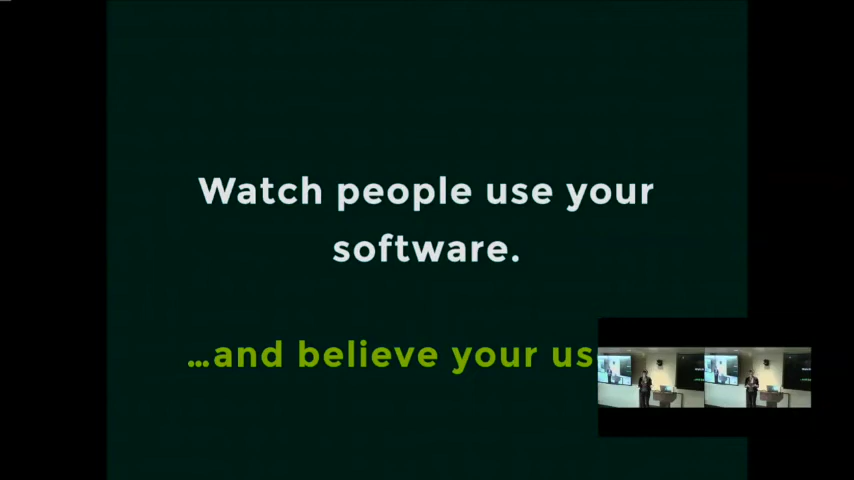 Watch people use your
software.
…and believe your us